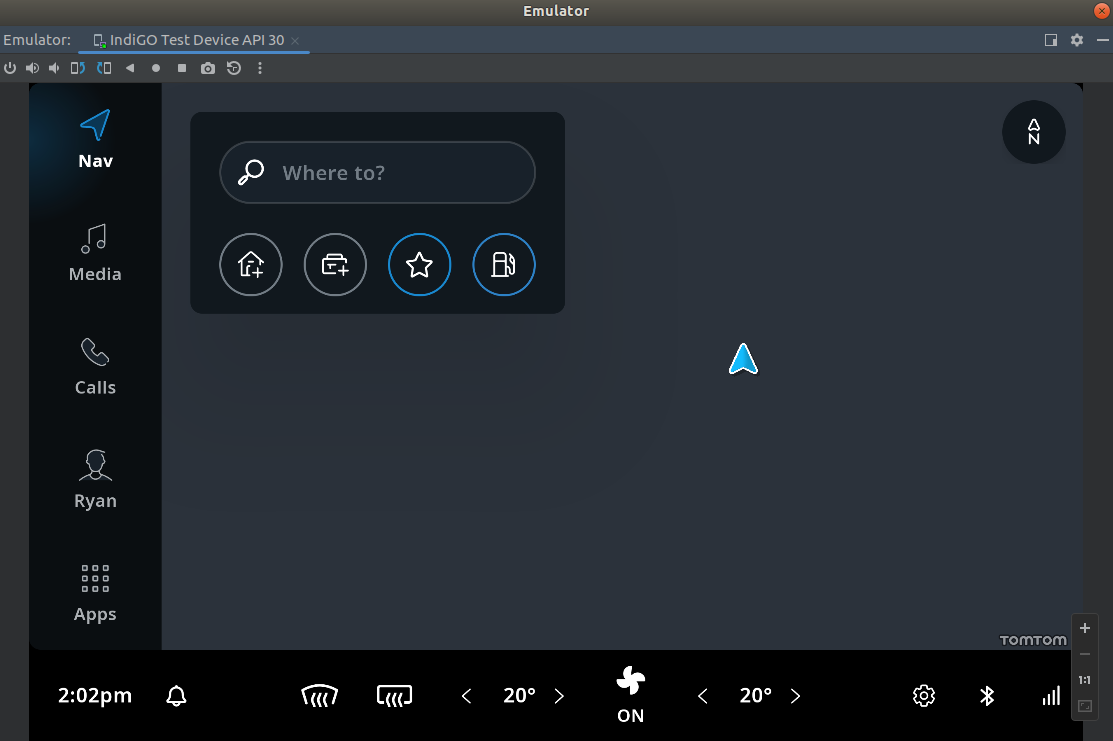 Emulator
Emulator: IndiGO Test Device API 30
Nav
Where to?
N
Media
Calls
Ryan
Apps
TOMTOM
1:1
2:02pm
20°
ON
20°